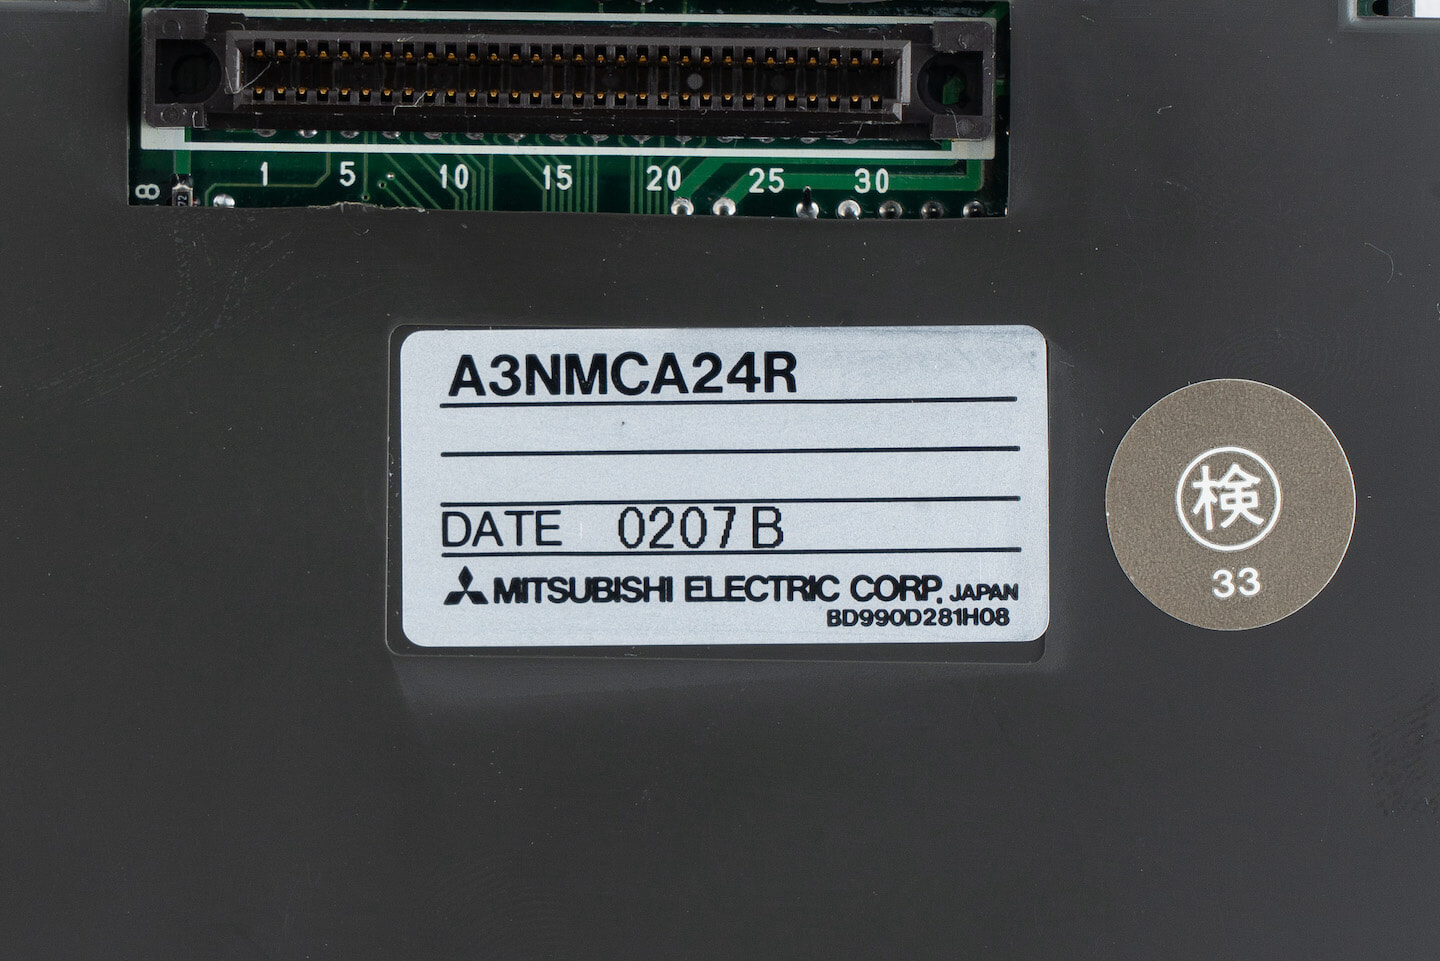 1 5 10 15 20 25 30
8
A3NMCA24R
DATE 0207 B
MITSUBISHI ELECTRIC CORP. JAPAN
BD990D281H08
検
33